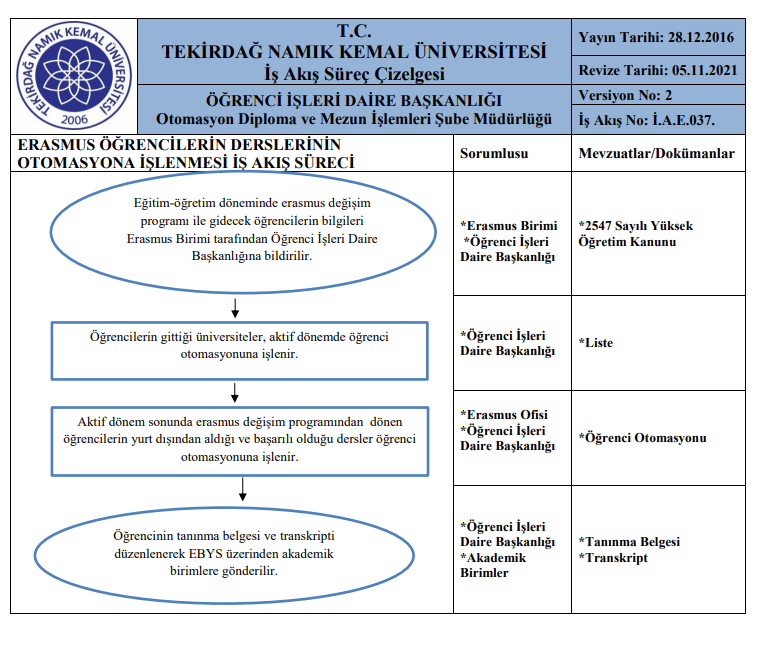 TEKİRDAĞ NAMIK KEMAL ÜNİVERSİTESİ
2006
T.C.
TEKİRDAĞ NAMIK KEMAL ÜNİVERSİTESİ
İş Akış Süreç Çizelgesi
Yayın Tarihi: 28.12.2016
Revize Tarihi: 05.11.2021
ÖĞRENCİ İŞLERİ DAİRE BAŞKANLIĞI
Otomasyon Diploma ve Mezun İşlemleri Şube Müdürlüğü
Versiyon No: 2
İş Akış No: İ.A.E.037.
ERASMUS ÖĞRENCİLERİN DERSLERİNİN
OTOMASYONA İŞLENMESİ İŞ AKIŞ SÜRECİ
Sorumlusu
Mevzuatlar/Dokümanlar
Eğitim-öğretim döneminde erasmus değişim
programı ile gidecek öğrencilerin bilgileri
Erasmus Birimi tarafından Öğrenci İşleri Daire
Başkanlığına bildirilir.
*Erasmus Birimi
*Öğrenci İşleri
Daire Başkanlığı
*2547 Sayılı Yüksek
Öğretim Kanunu
Öğrencilerin gittiği üniversiteler, aktif dönemde öğrenci
otomasyonuna işlenir.
*Öğrenci İşleri
Daire Başkanlığı
*Liste
Aktif dönem sonunda erasmus değişim programından dönen
öğrencilerin yurt dışından aldığı ve başarılı olduğu dersler öğrenci
otomasyonuna işlenir.
*Erasmus Ofisi
*Öğrenci İşleri
Daire Başkanlığı
*Öğrenci Otomasyonu
Öğrencinin tanınma belgesi ve transkripti
düzenlenerek EBYS üzerinden akademik
birimlere gönderilir.
*Öğrenci İşleri
Daire Başkanlığı
*Akademik
Birimler
*Tanınma Belgesi
*Transkript